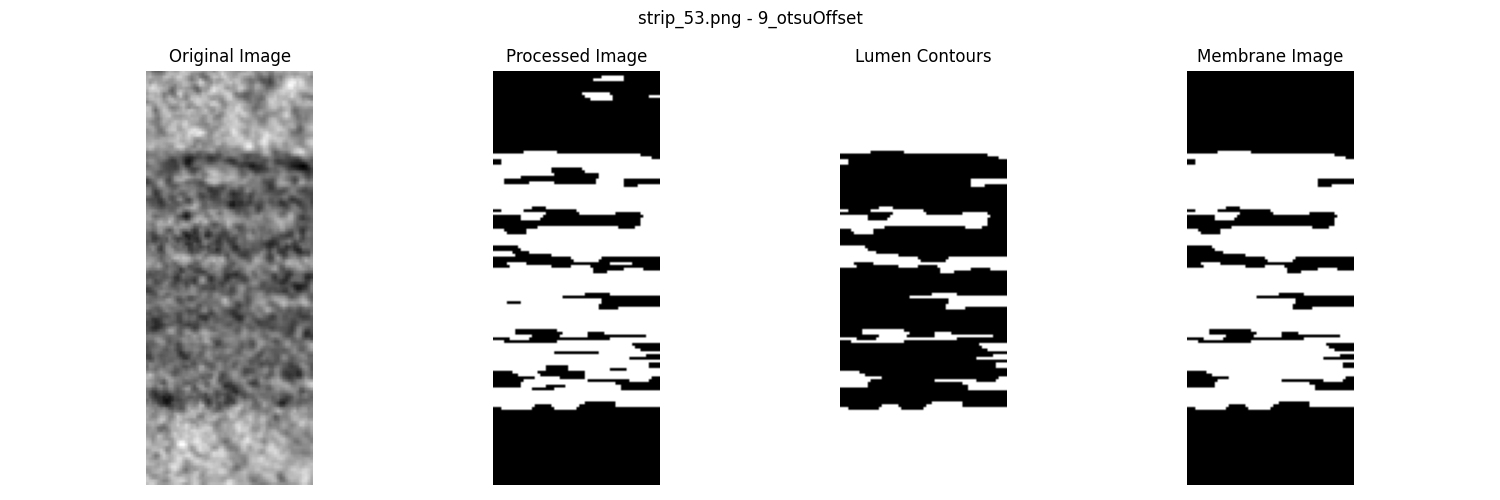 strip_53.png - 9_otsuOffset
Original Image
Processed Image
Lumen Contours
Membrane Image